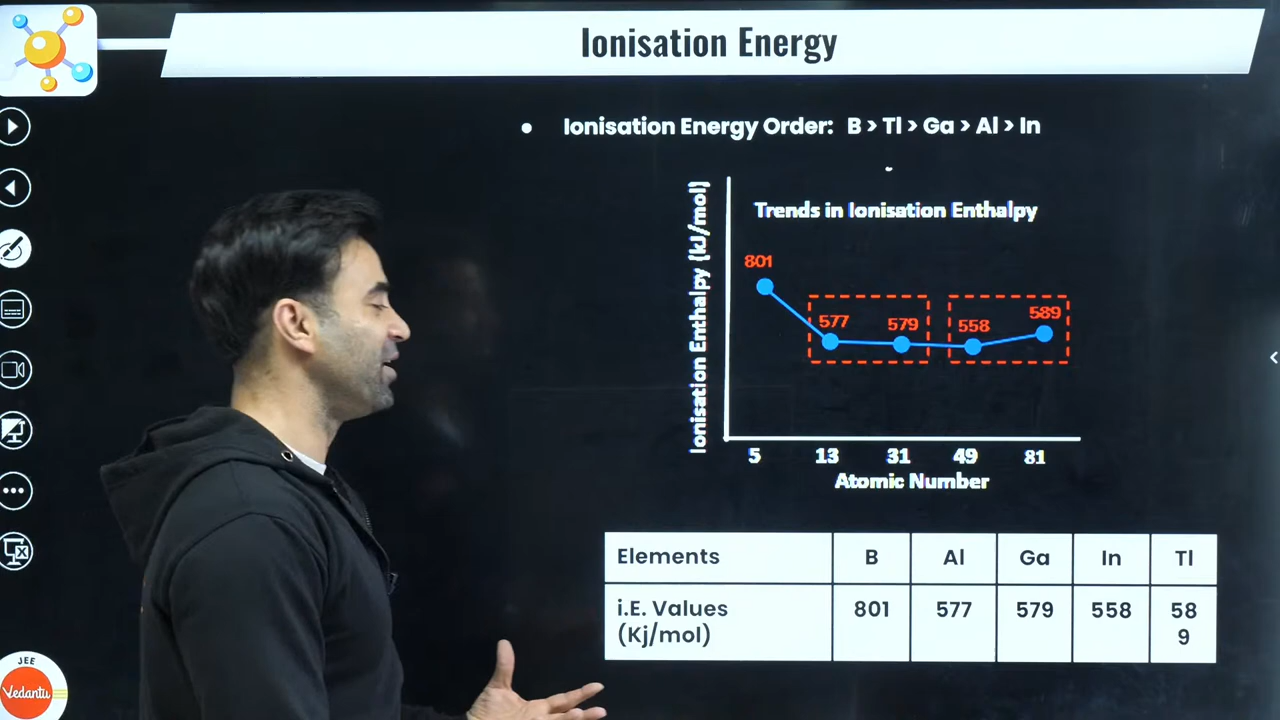 Ionisation Energy
● Ionisation Energy Order: B > Tl > Ga > Al > In
Trends in Ionisation Enthalpy
Ionisation Enthalpy (kJ/mol)
801
577
579
558
589
5 13 31 49 81
Atomic Number
Elements B Al Ga In Tl
i.E. Values 801 577 579 558 58
(Kj/mol) 9
JEE
Vedantu